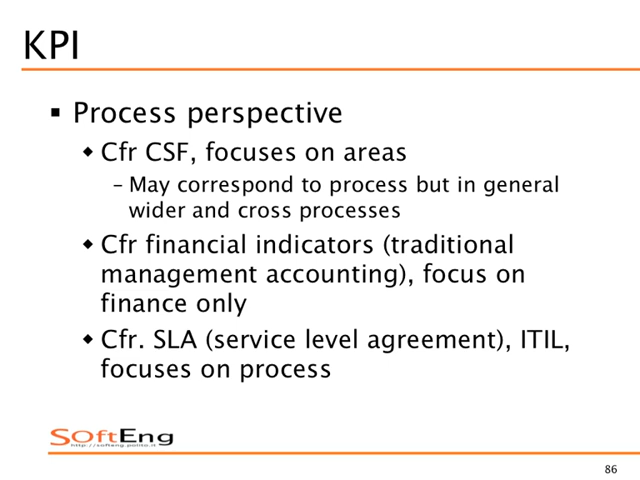 KPI
▪ Process perspective
◆ Cfr CSF, focuses on areas
– May correspond to process but in general
wider and cross processes
◆ Cfr financial indicators (traditional
management accounting), focus on
finance only
◆ Cfr. SLA (service level agreement), ITIL,
focuses on process
SOftEng
http://softeng.polito.it
86